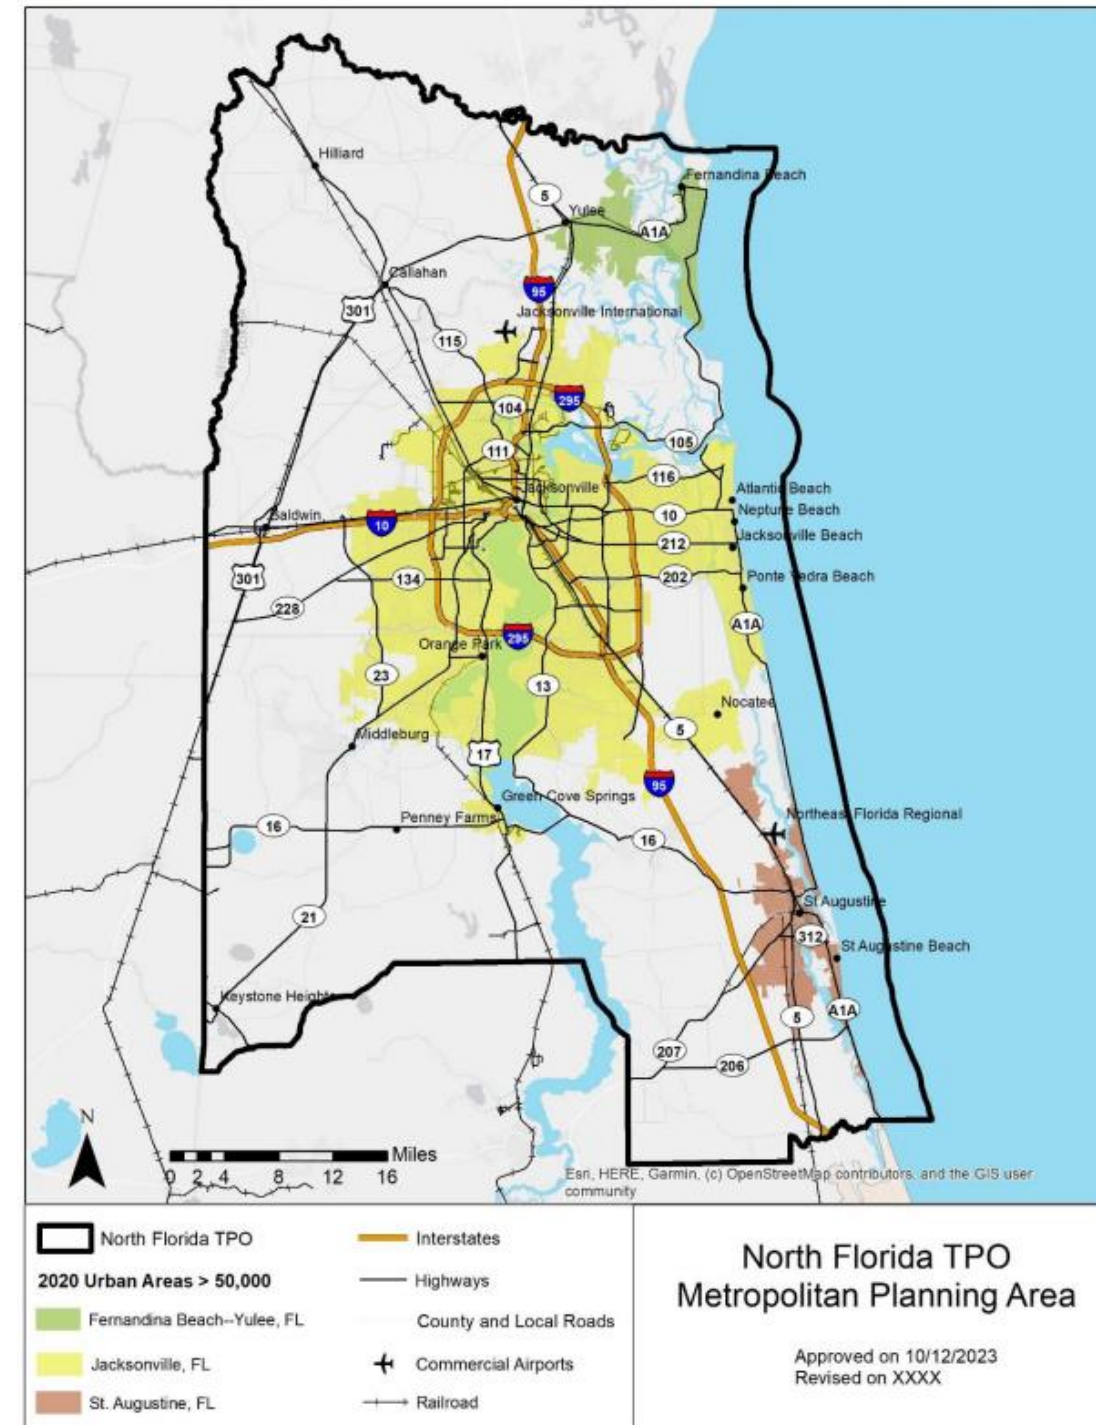 Hilliard
Fernandina Beach
5
Yulee
A1A
Callahan
95
301
Jacksonville International
115
295
104
105
111
116
Jacksonville
Atlantic Beach
10
Neptune Beach
Baldwin
10
212
Jacksonville Beach
301
134
202
Ponte Vedra Beach
228
A1A
295
Orange Park
23
13
Nocatee
5
Middleburg
17
95
Green Cove Springs
Northeast Florida Regional
Penney Farms
16
16
St Augustine
21
312
St Augustine Beach
Keystone Heights
5
A1A
207
206
N
Miles
0 2 4 8 12 16
Esri, HERE, Garmin, (c) OpenStreetMap contributors, and the GIS user
community
North Florida TPO
Interstates
2020 Urban Areas > 50,000
Highways
Fernandina Beach--Yulee, FL
County and Local Roads
Jacksonville, FL
Commercial Airports
St. Augustine, FL
Railroad
North Florida TPO
Metropolitan Planning Area
Approved on 10/12/2023
Revised on XXXX